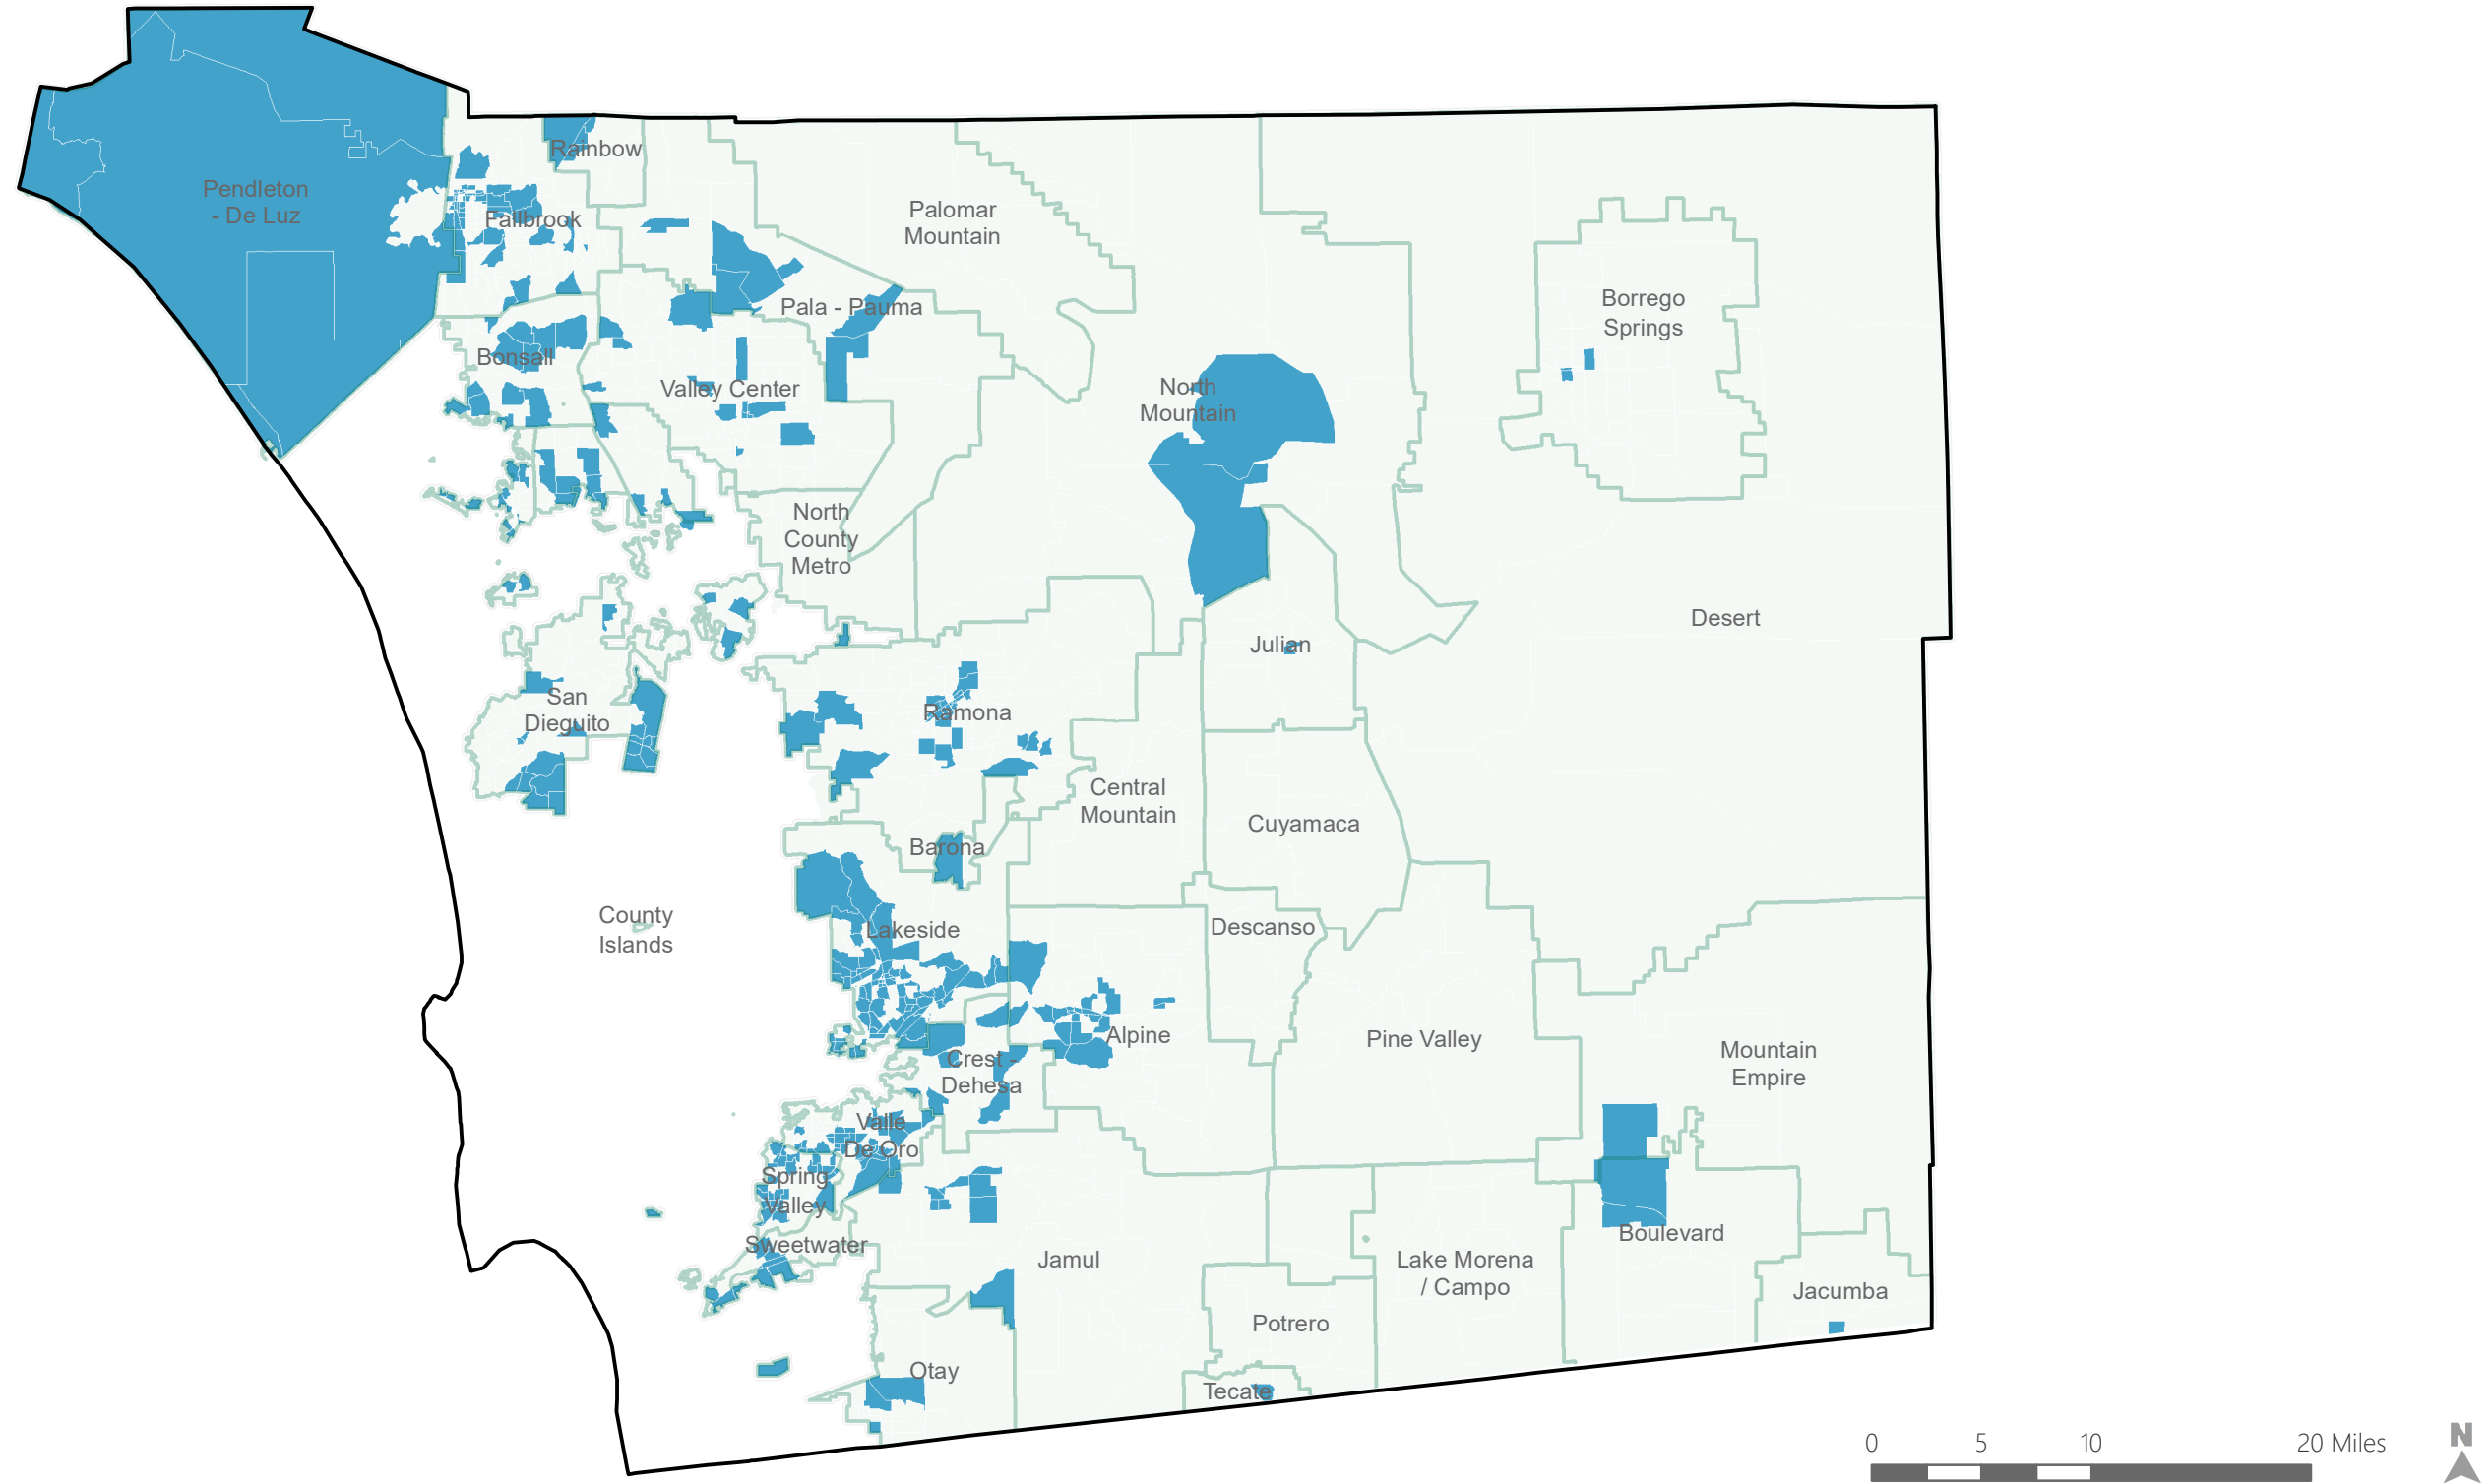 Rainbow
Pendleton
- De Luz
Fallbrook
Palomar
Mountain
Pala - Pauma
Borrego
Springs
Bonsall
Valley Center
North
Mountain
North
County
Metro
Desert
Julian
San
Dieguito
Ramona
Central
Mountain
Cuyamaca
Barona
County
Islands
Lakeside
Descanso
Alpine
Pine Valley
Mountain
Empire
Crest -
Dehesa
Valle
De Oro
Spring
Valley
Sweetwater
Jamul
Lake Morena
/ Campo
Boulevard
Jacumba
Potrero
Otay
Tecate
0 5 10 20 Miles
N